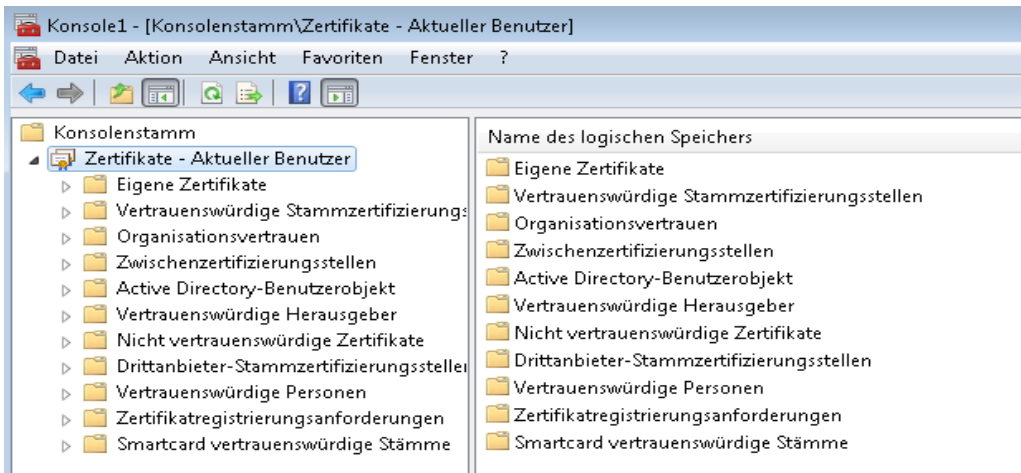 Konsole1 - [Konsolenstamm\Zertifikate - Aktueller Benutzer]
Datei Aktion Ansicht Favoriten Fenster ?
Konsolenstamm
Zertifikate - Aktueller Benutzer
Eigene Zertifikate
Vertrauenswürdige Stammzertifizierungs
Organisationsvertrauen
Zwischenzertifizierungsstellen
Active Directory-Benutzerobjekt
Vertrauenswürdige Herausgeber
Nicht vertrauenswürdige Zertifikate
Drittanbieter-Stammzertifizierungsstellen
Vertrauenswürdige Personen
Zertifikatregistrierungsanforderungen
Smartcard vertrauenswürdige Stämme
Name des logischen Speichers
Eigene Zertifikate
Vertrauenswürdige Stammzertifizierungsstellen
Organisationsvertrauen
Zwischenzertifizierungsstellen
Active Directory-Benutzerobjekt
Vertrauenswürdige Herausgeber
Nicht vertrauenswürdige Zertifikate
Drittanbieter-Stammzertifizierungsstellen
Vertrauenswürdige Personen
Zertifikatregistrierungsanforderungen
Smartcard vertrauenswürdige Stämme